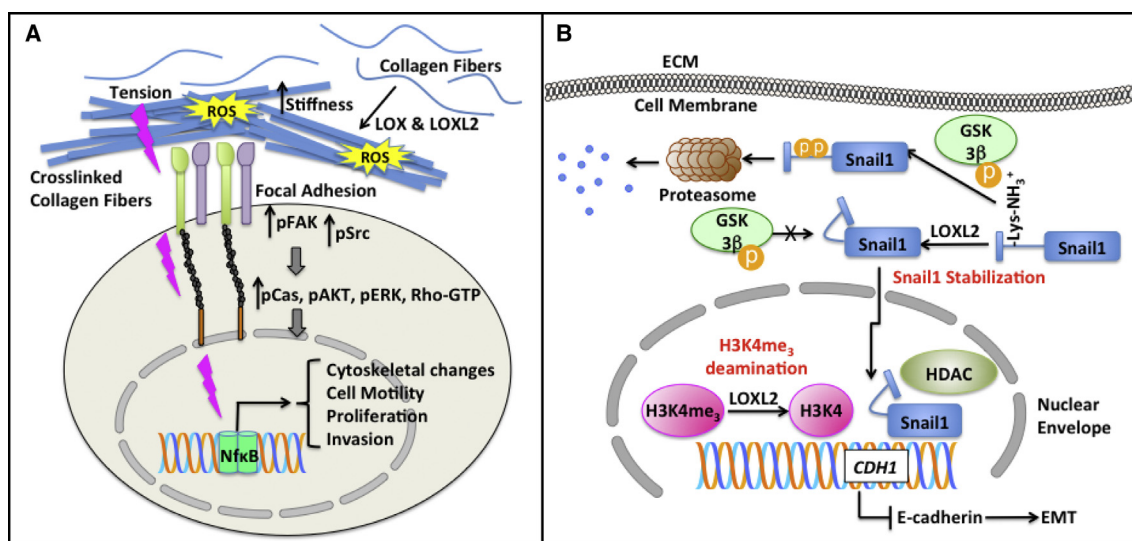 A
Collagen Fibers
Tension
ROS
Stiffness
LOX & LOXL2
ROS
Crosslinked
Collagen Fibers
Focal Adhesion
pFAK
pSrc
pCas, pAKT, pERK, Rho-GTP
Cytoskeletal changes
Cell Motility
Proliferation
Invasion
NfκB
B
ECM
Cell Membrane
GSK
3β
p
p p
Snail1
Proteasome
-Lys-NH₃⁺
GSK
3β
p
X
Snail1
LOXL2
Snail1
Snail1 Stabilization
H3K4me₃
deamination
HDAC
H3K4me₃
LOXL2
H3K4
Snail1
Nuclear
Envelope
CDH1
E-cadherin
EMT